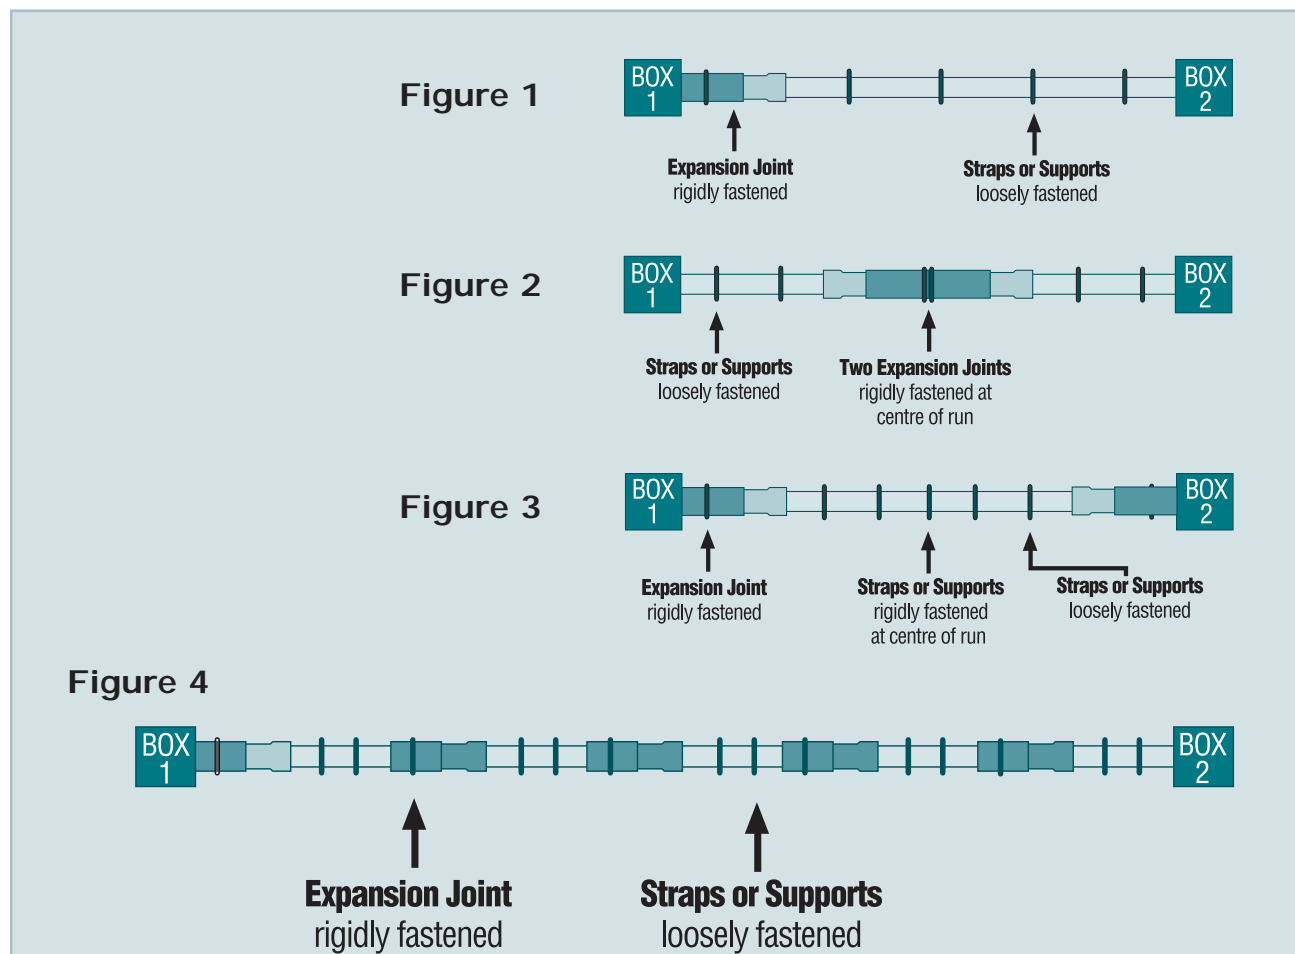 Figure 1
BOX
1
BOX
2
Expansion Joint
rigidly fastened
Straps or Supports
loosely fastened
Figure 2
BOX
1
BOX
2
Straps or Supports
loosely fastened
Two Expansion Joints
rigidly fastened at
centre of run
Figure 3
BOX
1
BOX
2
Expansion Joint
rigidly fastened
Straps or Supports
rigidly fastened
at centre of run
Straps or Supports
loosely fastened
Figure 4
BOX
1
BOX
2
Expansion Joint
rigidly fastened
Straps or Supports
loosely fastened